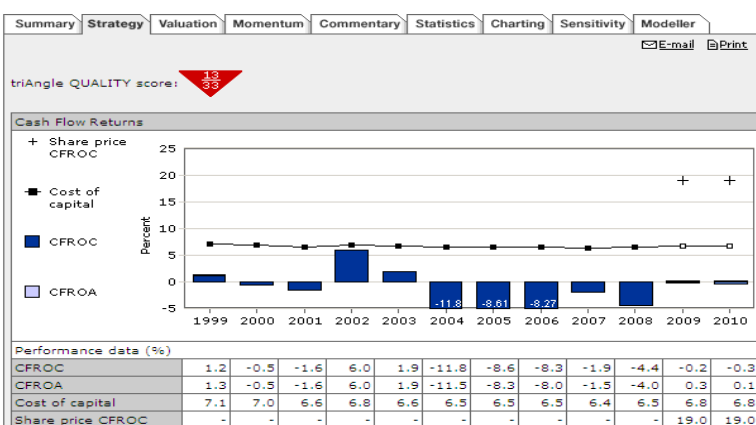 Summary Strategy Valuation Momentum Commentary Statistics Charting Sensitivity Modeller
E-mail Print
triAngle QUALITY score: 13/33
Cash Flow Returns
+ Share price CFROC
Cost of capital
CFROC
CFROA
Percent
25
20
15
10
5
0
-5
-11.8 -8.61 -8.27
1999 2000 2001 2002 2003 2004 2005 2006 2007 2008 2009 2010
Performance data (%)
CFROC 1.2 -0.5 -1.6 6.0 1.9 -11.8 -8.6 -8.3 -1.9 -4.4 -0.2 -0.3
CFROA 1.3 -0.5 -1.6 6.0 1.9 -11.5 -8.3 -8.0 -1.5 -4.0 0.3 0.1
Cost of capital 7.1 7.0 6.6 6.8 6.6 6.5 6.5 6.5 6.4 6.5 6.8 6.8
Share price CFROC - - - - - - - - - - 19.0 19.0